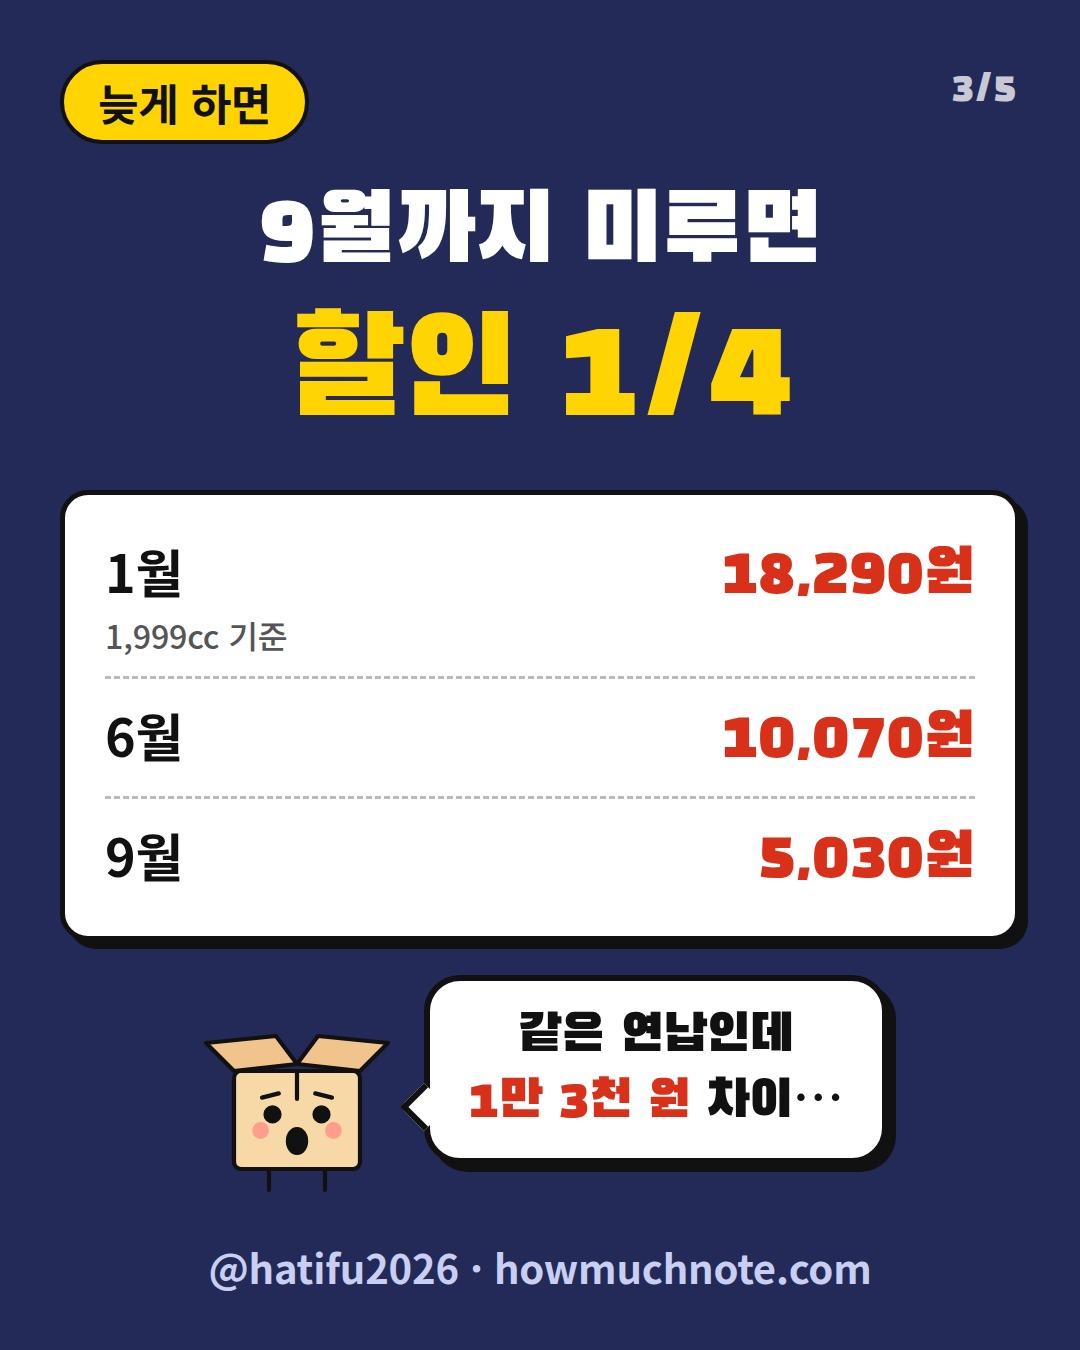 늦게 하면
3/5
9월까지 미루면
할인 1/4
1월 18,290원
1,999cc 기준
6월 10,070원
9월 5,030원
같은 연납인데
1만 3천 원 차이…
@hatifu2026 · howmuchnote.com